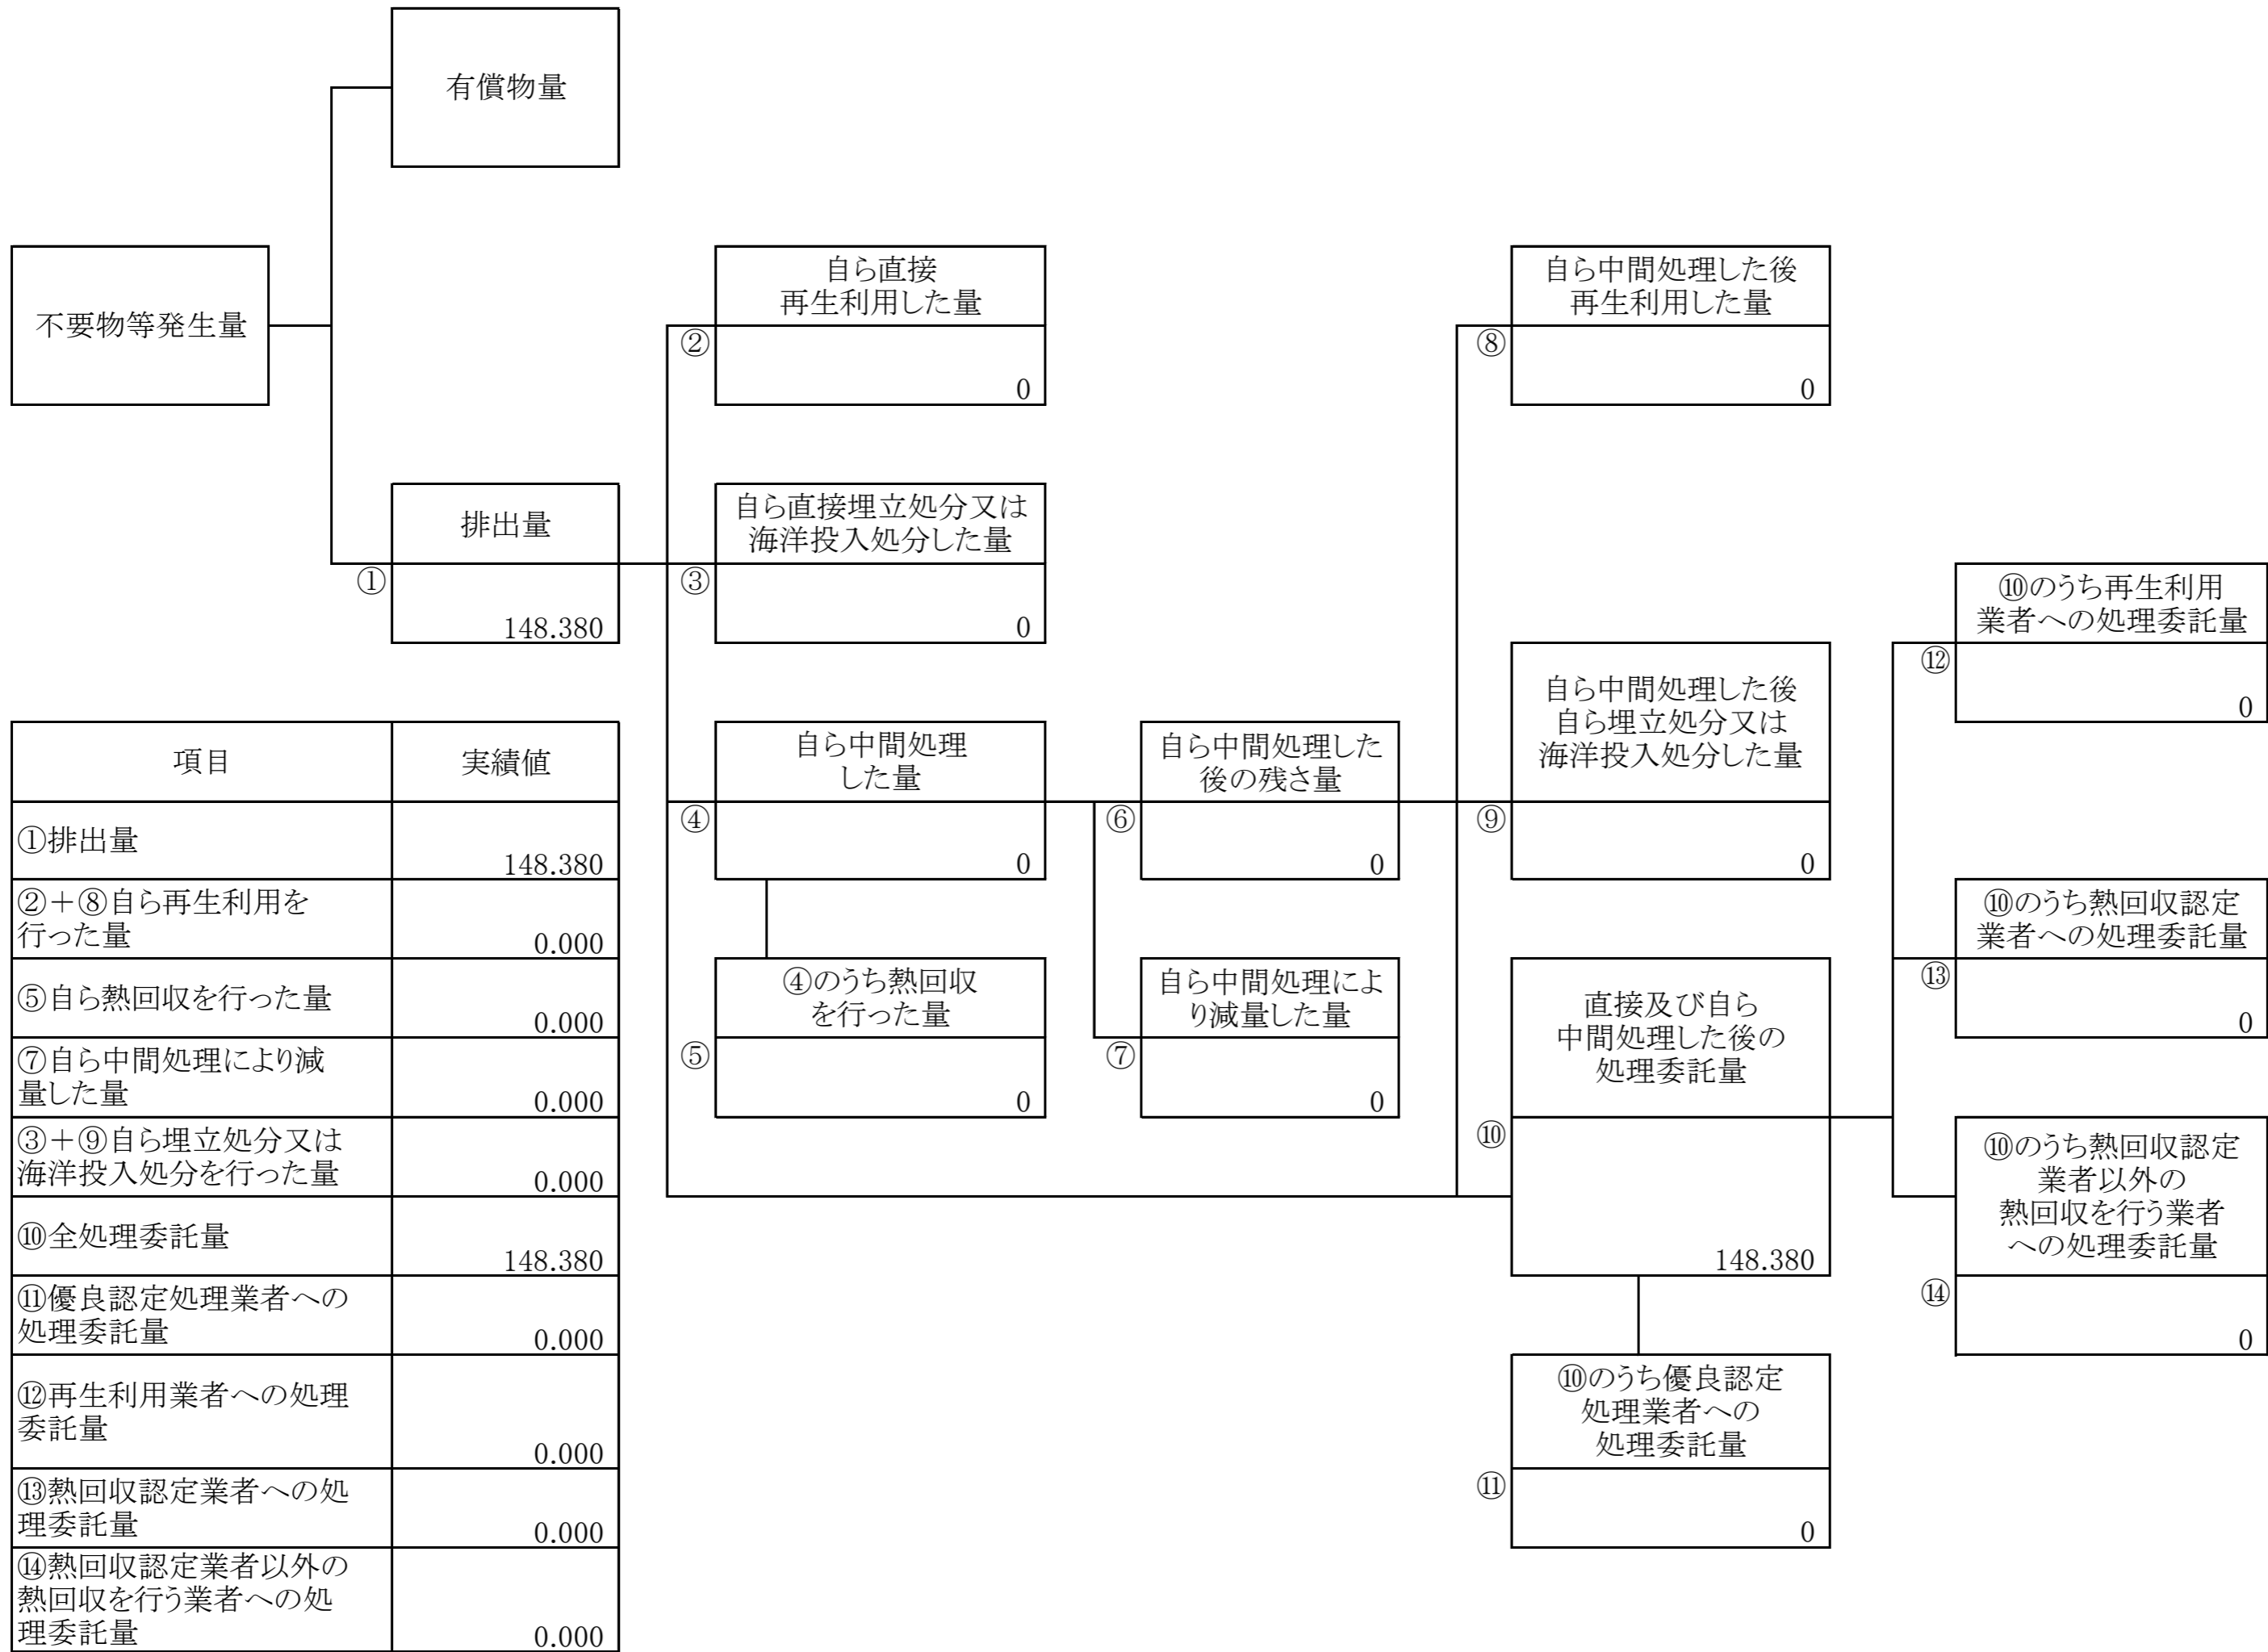 有償物量
不要物等発生量
自ら直接
再生利用した量
②
0
自ら中間処理した後
再生利用した量
⑧
0
排出量
①
148.380
自ら直接埋立処分又は
海洋投入処分した量
③
0
⑩のうち再生利用
業者への処理委託量
⑫
0
自ら中間処理
した量
④
0
自ら中間処理した
後の残さ量
⑥
0
自ら中間処理した後
自ら埋立処分又は
海洋投入処分した量
⑨
0
④のうち熱回収
を行った量
⑤
0
自ら中間処理によ
り減量した量
⑦
0
直接及び自ら
中間処理した後の
処理委託量
⑩
148.380
⑩のうち熱回収認定
業者への処理委託量
⑬
0
⑩のうち熱回収認定
業者以外の
熱回収を行う業者
への処理委託量
⑭
0
⑩のうち優良認定
処理業者への
処理委託量
⑪
0
項目 実績値
①排出量
148.380
②+⑧自ら再生利用を
行った量
0.000
⑤自ら熱回収を行った量
0.000
⑦自ら中間処理により減
量した量
0.000
③+⑨自ら埋立処分又は
海洋投入処分を行った量
0.000
⑩全処理委託量
148.380
⑪優良認定処理業者への
処理委託量
0.000
⑫再生利用業者への処理
委託量
0.000
⑬熱回収認定業者への処
理委託量
0.000
⑭熱回収認定業者以外の
熱回収を行う業者への処
理委託量
0.000